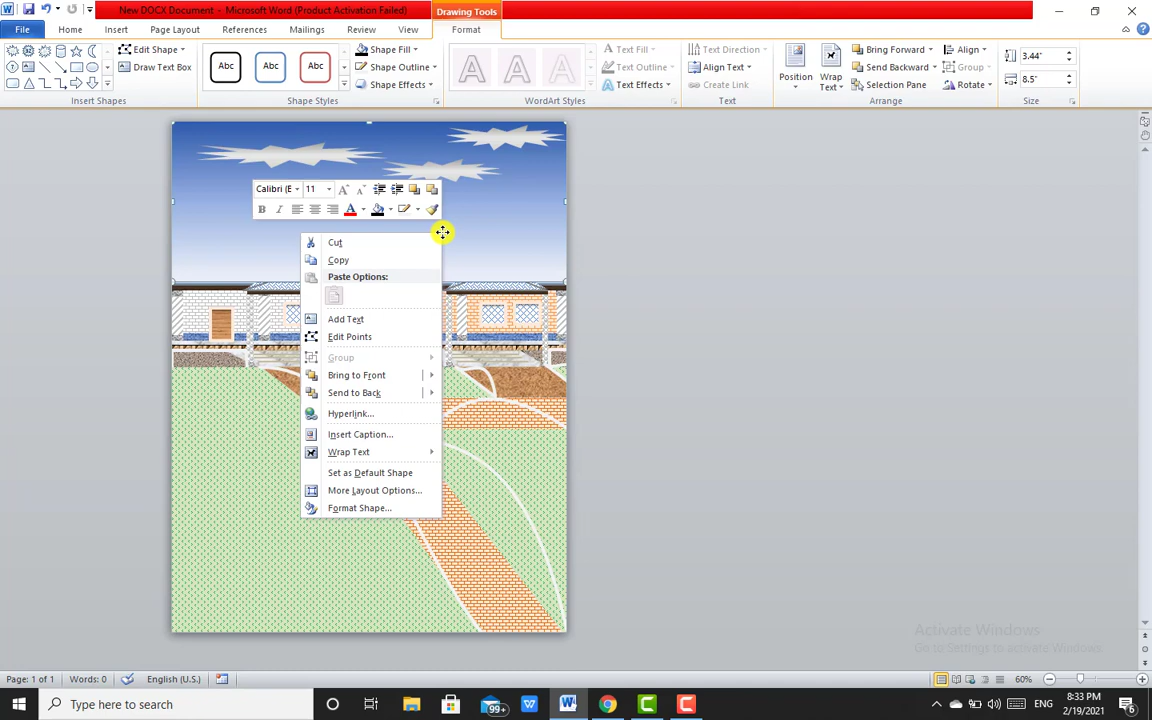 New DOCX Document - Microsoft Word (Product Activation Failed)
Drawing Tools
File Home Insert Page Layout References Mailings Review View Format
Edit Shape
Draw Text Box
Insert Shapes
Abc Abc Abc
Shape Fill
Shape Outline
Shape Effects
Shape Styles
A A A
Text Fill
Text Outline
Text Effects
WordArt Styles
Text Direction
Align Text
Create Link
Text
Position
Wrap Text
Bring Forward
Send Backward
Selection Pane
Align
Group
Rotate
Arrange
3.44"
8.5"
Size
Calibri (E 11
Cut
Copy
Paste Options:
Add Text
Edit Points
Group
Bring to Front
Send to Back
Hyperlink...
Insert Caption...
Wrap Text
Set as Default Shape
More Layout Options...
Format Shape...
Activate Windows
Go to Settings to activate Windows.
Page: 1 of 1 Words: 0 English (U.S.) 60%
Type here to search
99+
ENG
8:33 PM
2/19/2021
6